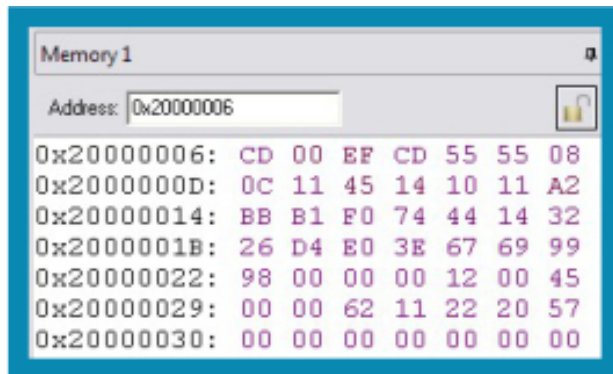 Memory 1
Address: 0x20000006
0x20000006: CD 00 EF CD 55 55 08
0x2000000D: 0C 11 45 14 10 11 A2
0x20000014: BB B1 F0 74 44 14 32
0x2000001B: 26 D4 E0 3E 67 69 99
0x20000022: 98 00 00 00 12 00 45
0x20000029: 00 00 62 11 22 20 57
0x20000030: 00 00 00 00 00 00 00